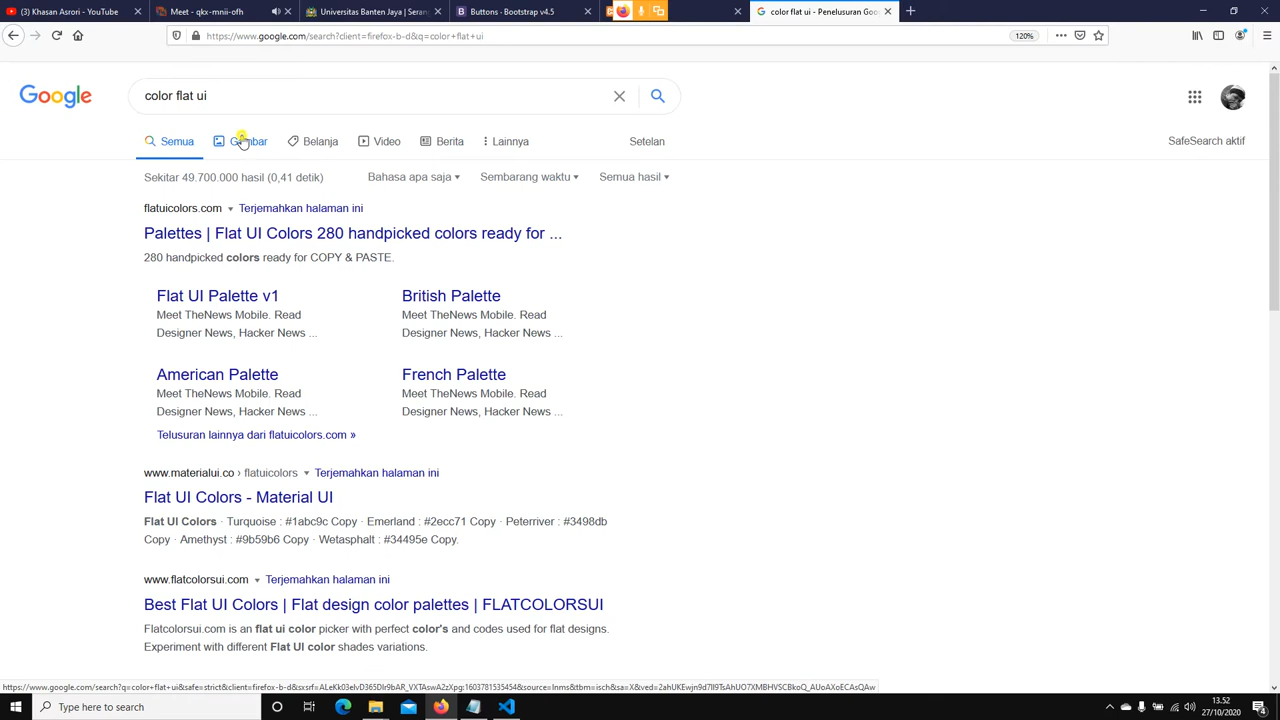 (3) Khasan Asrori - YouTube
Meet - qkx-mnii-ofh
Universitas Banten Jaya | Seran
Buttons · Bootstrap v4.5
color flat ui - Penelusuran Goo
https://www.google.com/search?client=firefox-b-d&q=color+flat+ui
120%
Google
color flat ui
Semua
Gambar
Belanja
Video
Berita
Lainnya
Setelan
SafeSearch aktif
Sekitar 49.700.000 hasil (0,41 detik)
Bahasa apa saja
Sembarang waktu
Semua hasil
flatuicolors.com
Terjemahkan halaman ini
Palettes | Flat UI Colors 280 handpicked colors ready for ...
280 handpicked colors ready for COPY & PASTE.
Flat UI Palette v1
Meet TheNews Mobile. Read
Designer News, Hacker News ...
British Palette
Meet TheNews Mobile. Read
Designer News, Hacker News ...
American Palette
Meet TheNews Mobile. Read
Designer News, Hacker News ...
French Palette
Meet TheNews Mobile. Read
Designer News, Hacker News ...
Telusuran lainnya dari flatuicolors.com »
www.materialui.co › flatuicolors
Terjemahkan halaman ini
Flat UI Colors - Material UI
Flat UI Colors · Turquoise : #1abc9c Copy · Emerland : #2ecc71 Copy · Peterriver : #3498db
Copy · Amethyst : #9b59b6 Copy · Wetasphalt : #34495e Copy.
www.flatcolorsui.com
Terjemahkan halaman ini
Best Flat UI Colors | Flat design color palettes | FLATCOLORSUI
Flatcolorsui.com is an flat ui color picker with perfect color's and codes used for flat designs.
Experiment with different Flat UI color shades variations.
Type here to search
13.52
27/10/2020
4